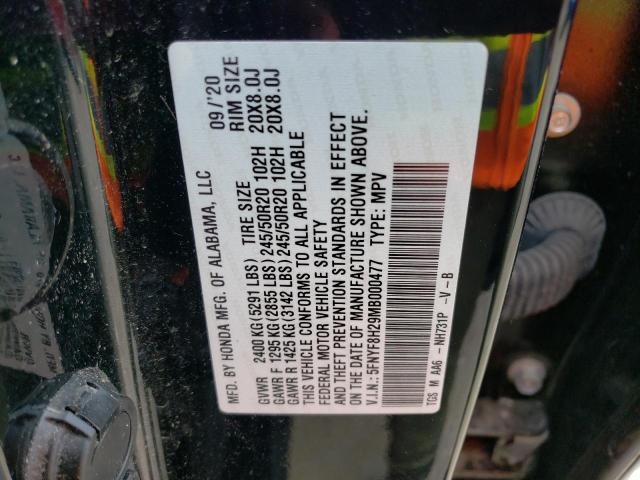 MFD. BY HONDA MFG. OF ALABAMA, LLC 09/'20
TIRE SIZE RIM SIZE
GVWR 2400 KG(5291 LBS)
GAWR F 1295 KG(2855 LBS) 245/50R20 102H 20X8.0J
GAWR R 1425 KG(3142 LBS) 245/50R20 102H 20X8.0J
THIS VEHICLE CONFORMS TO ALL APPLICABLE
FEDERAL MOTOR VEHICLE SAFETY
AND THEFT PREVENTION STANDARDS IN EFFECT
ON THE DATE OF MANUFACTURE SHOWN ABOVE.
V.I.N.: 5FNYF8H29MB000477 TYPE: MPV
TGS M AA6 -NH731P -V-B